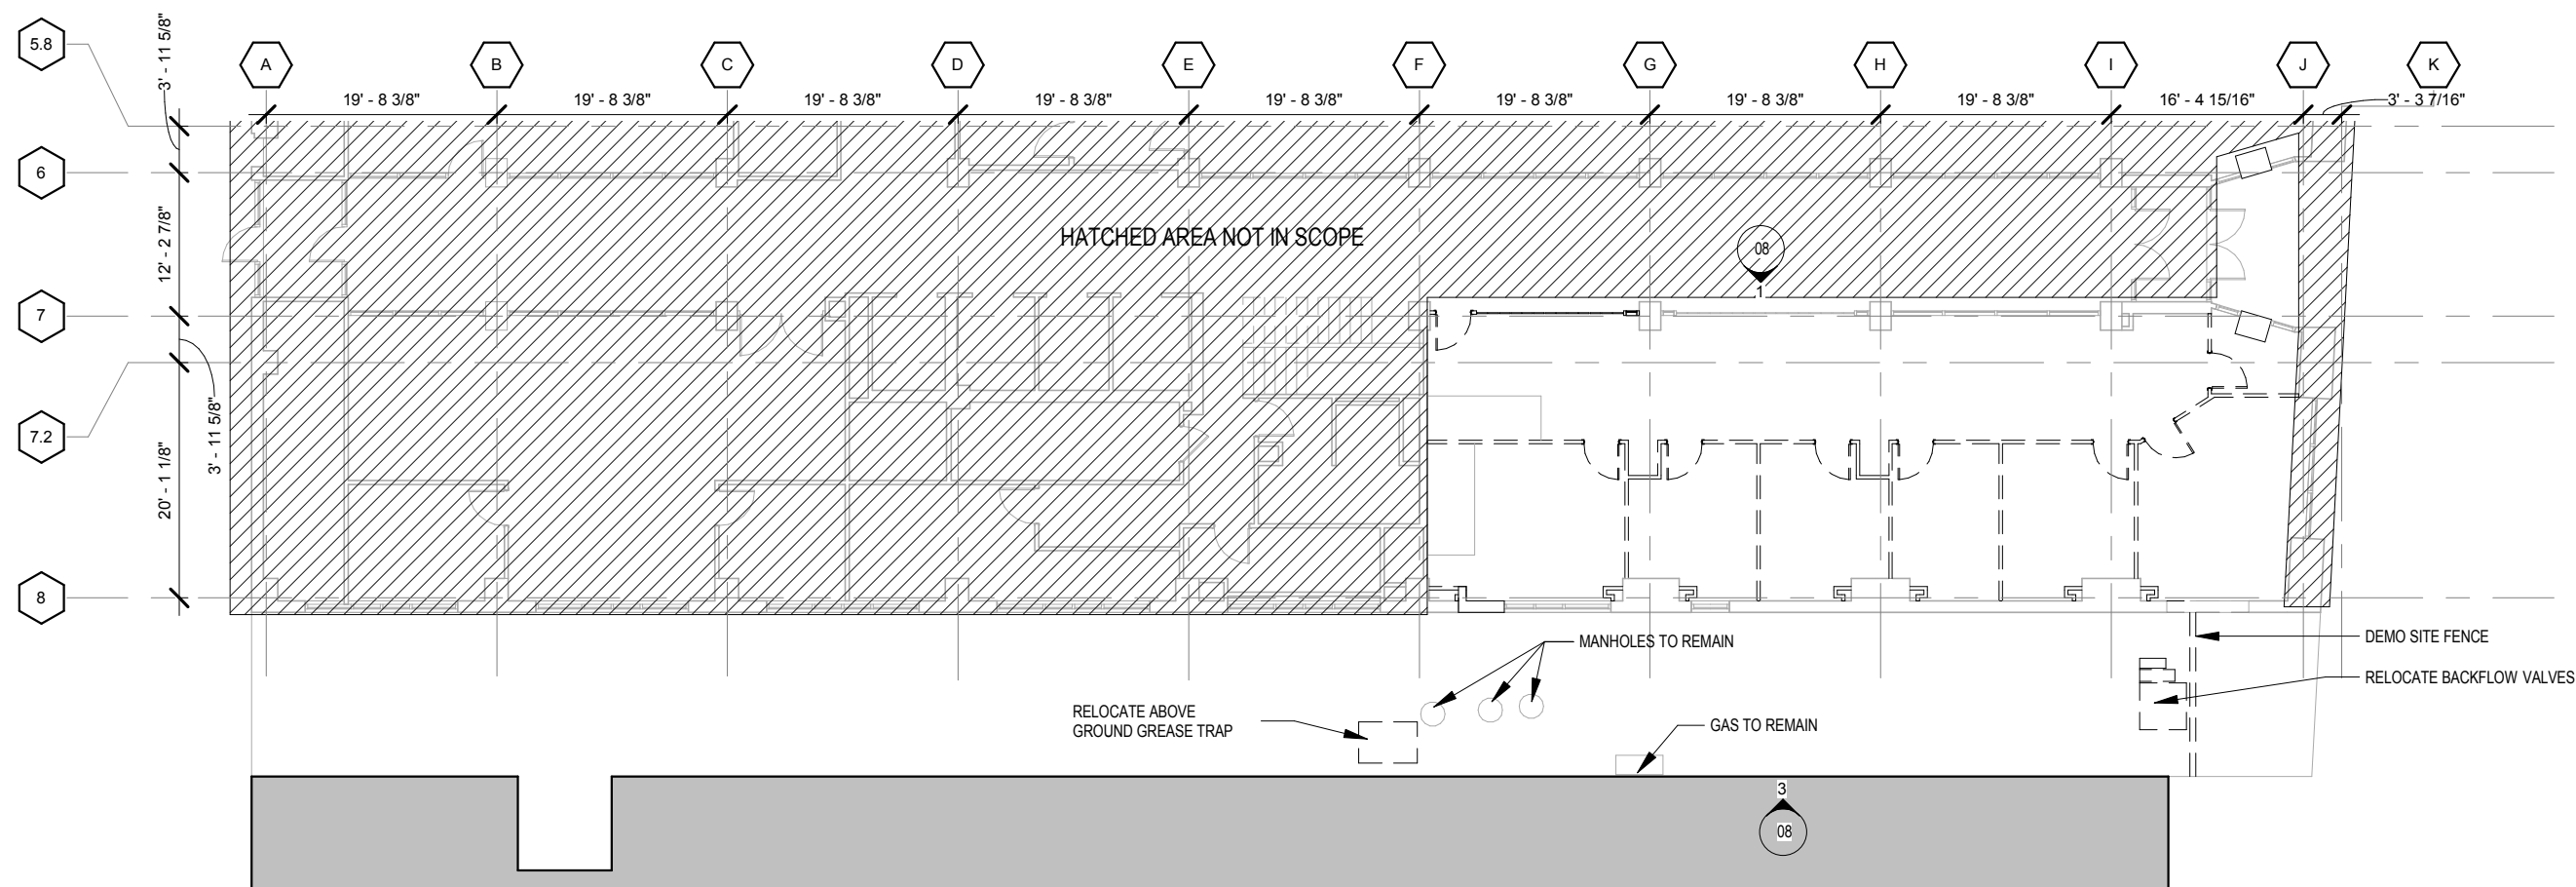 5.8
3' - 11 5/8"
A
B
C
D
E
F
G
H
I
J
K
19' - 8 3/8"
19' - 8 3/8"
19' - 8 3/8"
19' - 8 3/8"
19' - 8 3/8"
19' - 8 3/8"
19' - 8 3/8"
19' - 8 3/8"
16' - 4 15/16"
3' - 3 7/16"
6
12' - 2 7/8"
HATCHED AREA NOT IN SCOPE
08
1
7
7.2
3' - 11 5/8"
20' - 1 1/8"
8
MANHOLES TO REMAIN
DEMO SITE FENCE
RELOCATE BACKFLOW VALVES
RELOCATE ABOVE
GROUND GREASE TRAP
GAS TO REMAIN
3
08